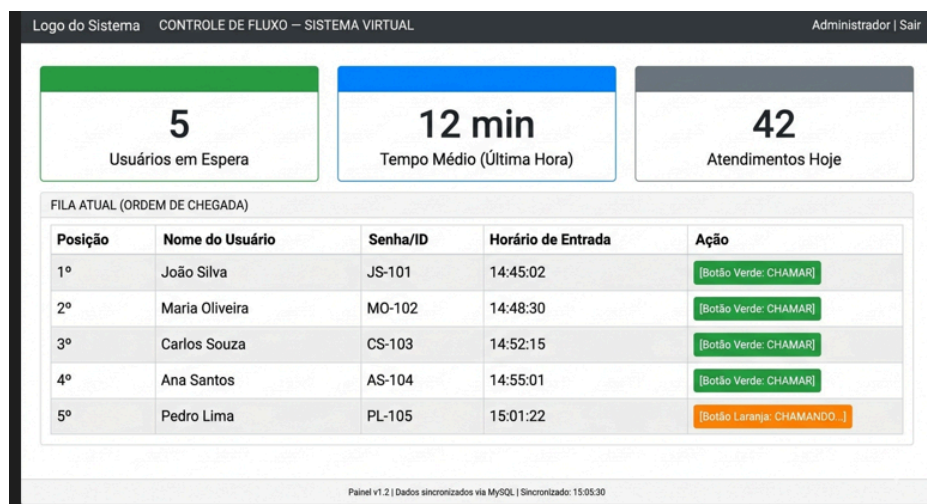 Logo do Sistema CONTROLE DE FLUXO — SISTEMA VIRTUAL Administrador | Sair
5
Usuários em Espera
12 min
Tempo Médio (Última Hora)
42
Atendimentos Hoje
FILA ATUAL (ORDEM DE CHEGADA)
Posição Nome do Usuário Senha/ID Horário de Entrada Ação
1º João Silva JS-101 14:45:02 [Botão Verde: CHAMAR]
2º Maria Oliveira MO-102 14:48:30 [Botão Verde: CHAMAR]
3º Carlos Souza CS-103 14:52:15 [Botão Verde: CHAMAR]
4º Ana Santos AS-104 14:55:01 [Botão Verde: CHAMAR]
5º Pedro Lima PL-105 15:01:22 [Botão Laranja: CHAMANDO...]
Painel v1.2 | Dados sincronizados via MySQL | Sincronizado: 15:05:30